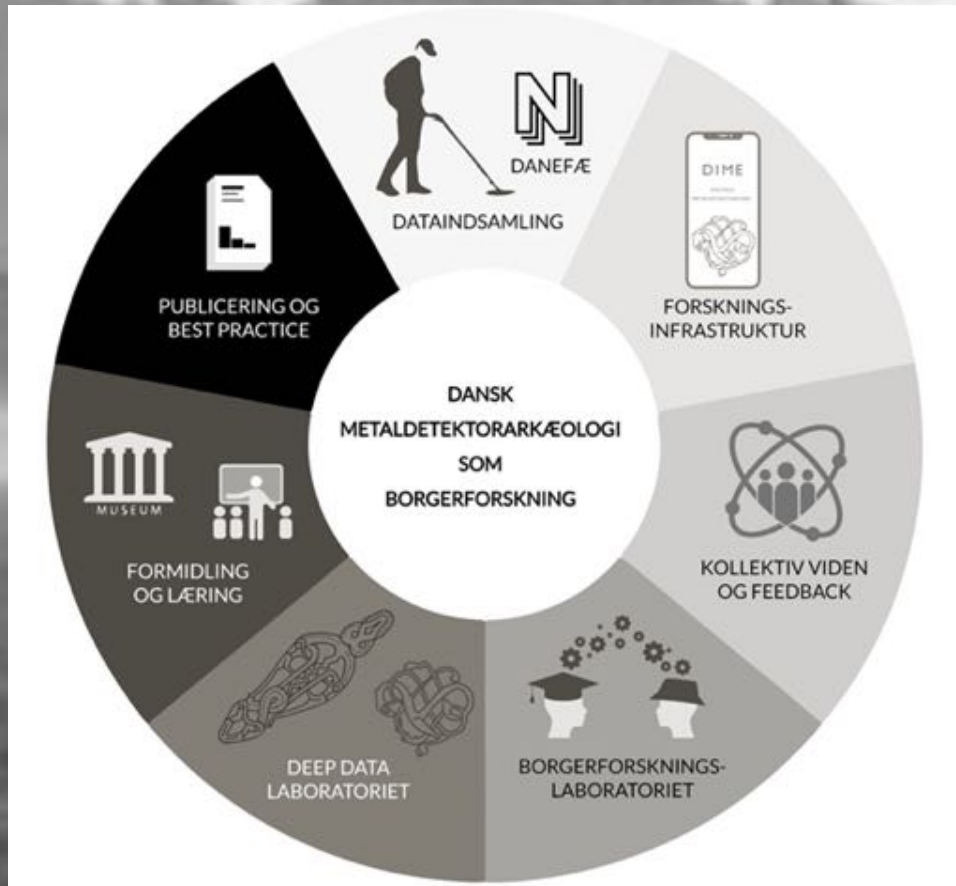 DANSK
METALDETEKTORARKÆOLOGI
SOM
BORGERFORSKNING
N
DANEFÆ
DATAINDSAMLING
DIME
FORSKNINGS-
INFRASTRUKTUR
KOLLEKTIV VIDEN
OG FEEDBACK
BORGERFORSKNINGS-
LABORATORIET
DEEP DATA
LABORATORIET
MUSEUM
FORMIDLING
OG LÆRING
PUBLICERING OG
BEST PRACTICE